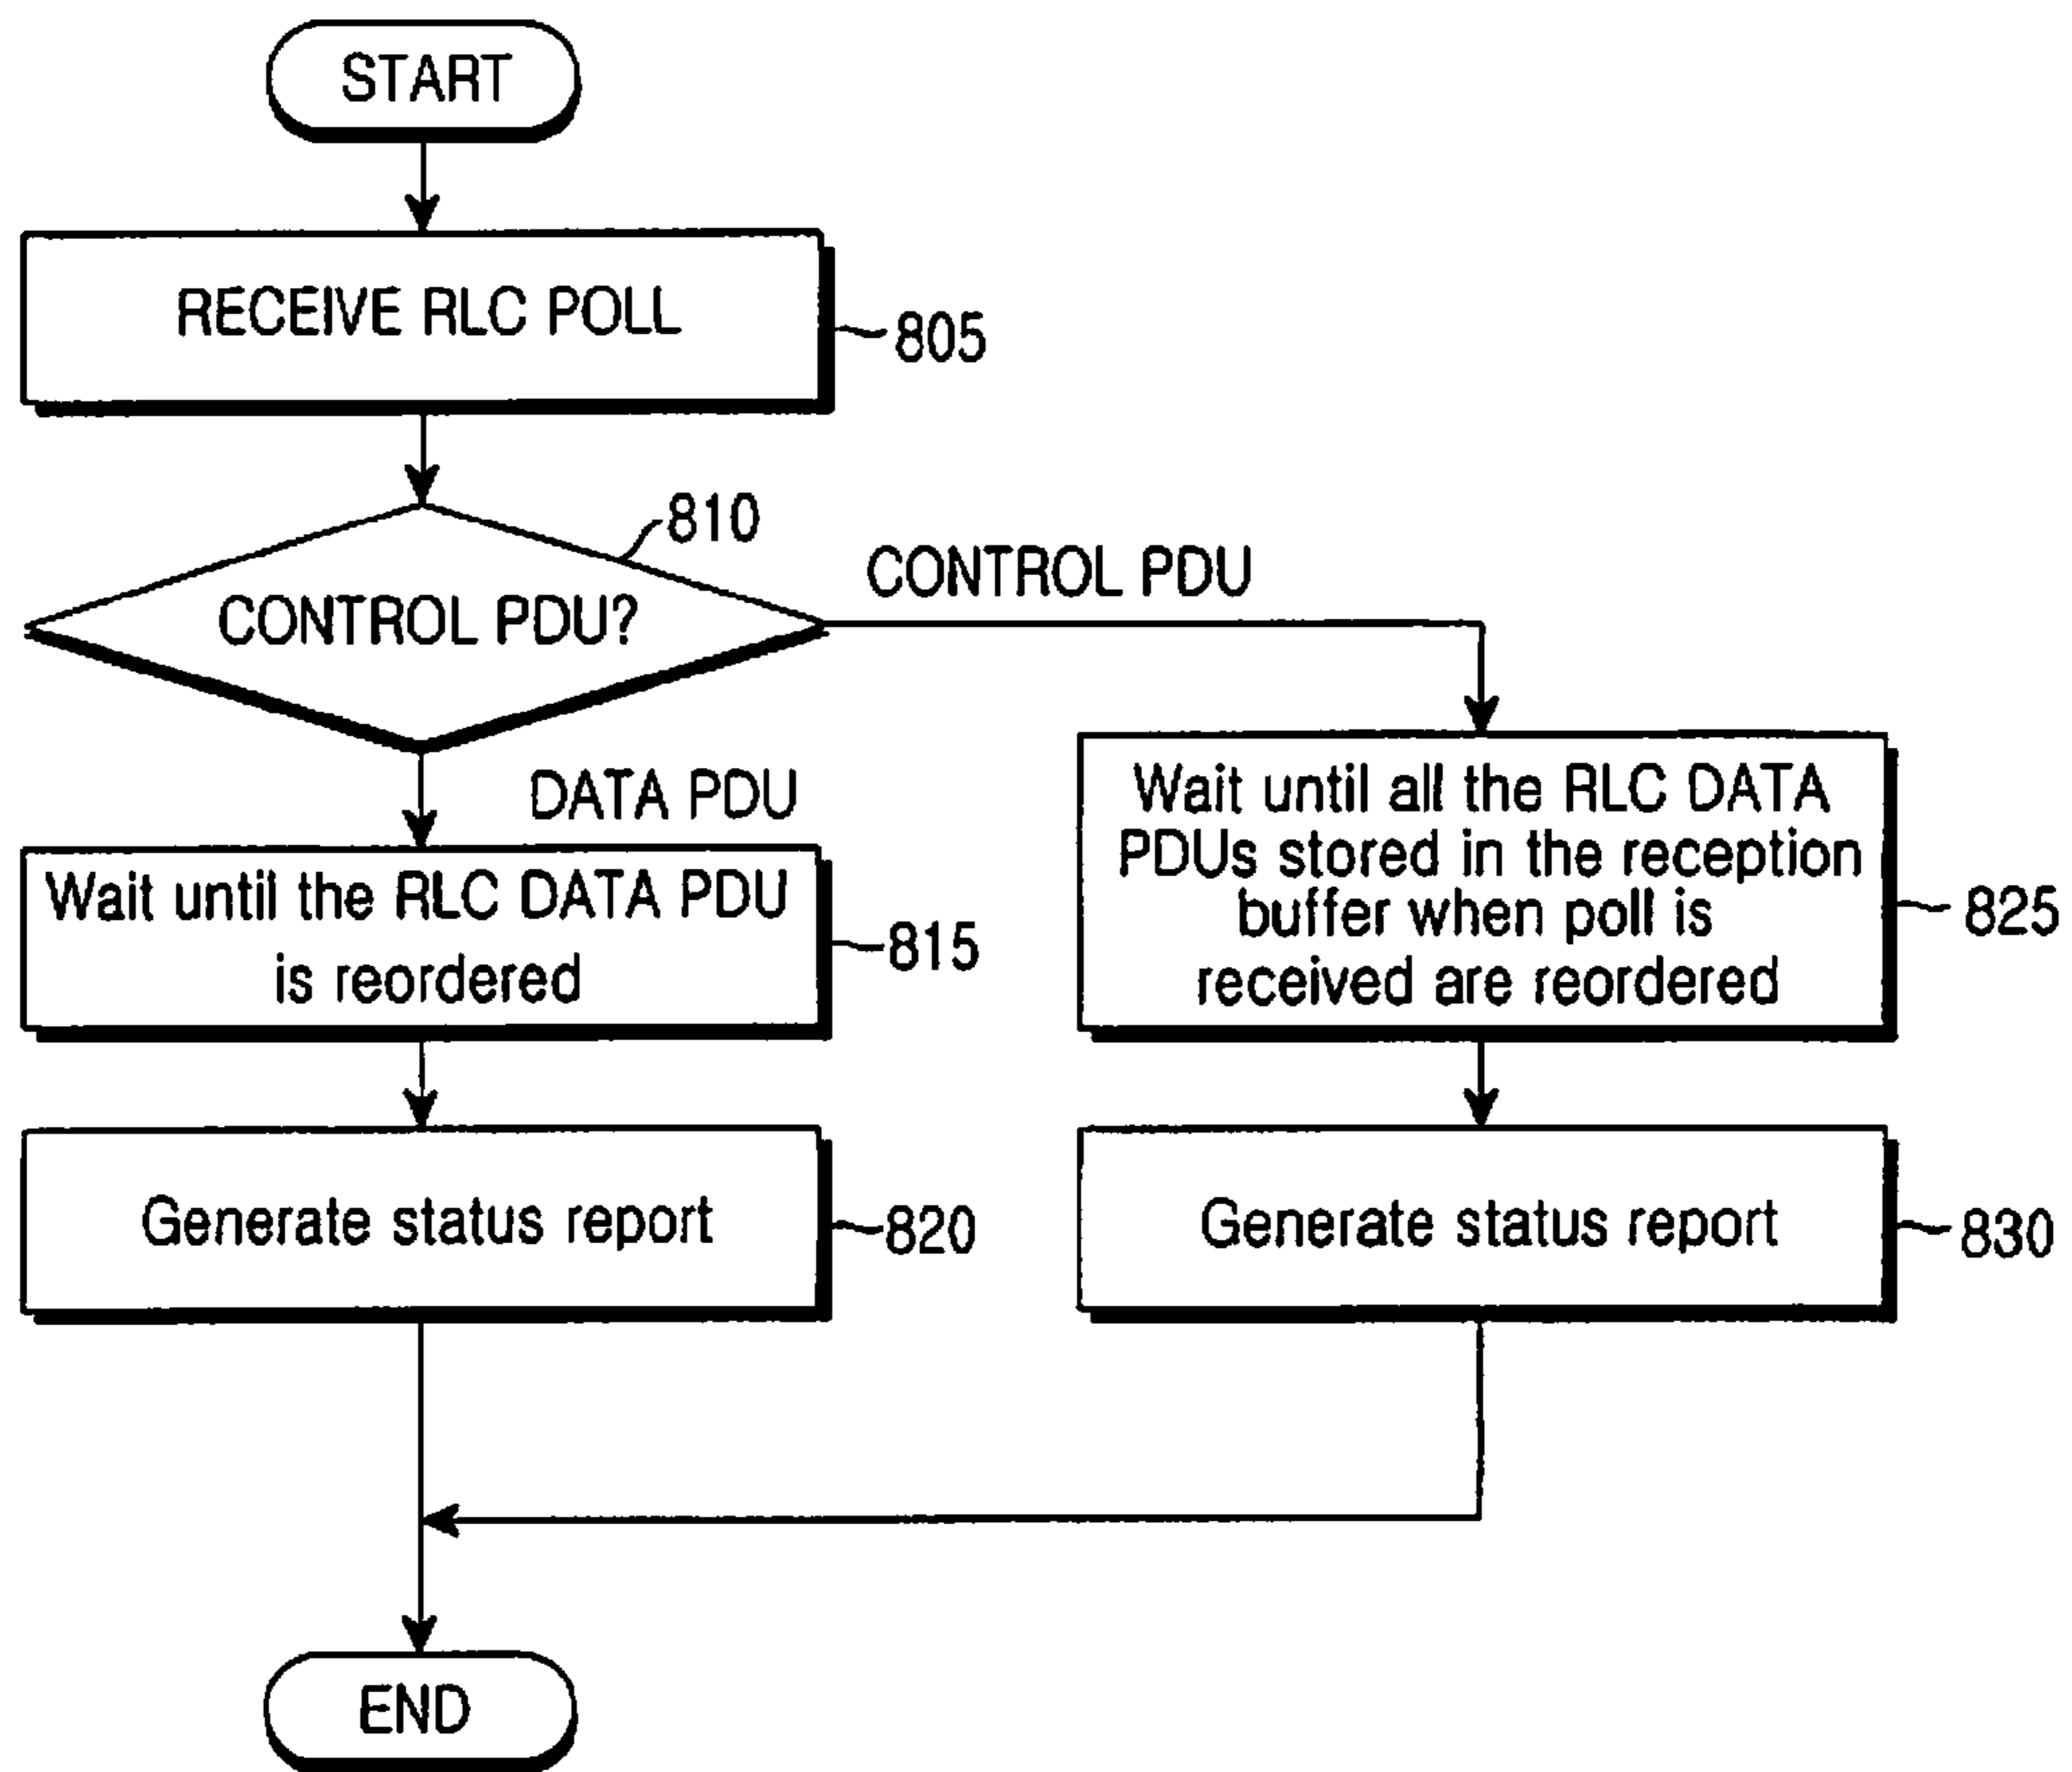 START
RECEIVE RLC POLL
805
810
CONTROL PDU?
CONTROL PDU
DATA PDU
Wait until the RLC DATA PDU
is reordered
815
Wait until all the RLC DATA
PDUs stored in the reception
buffer when poll is
received are reordered
825
Generate status report
820
Generate status report
830
END